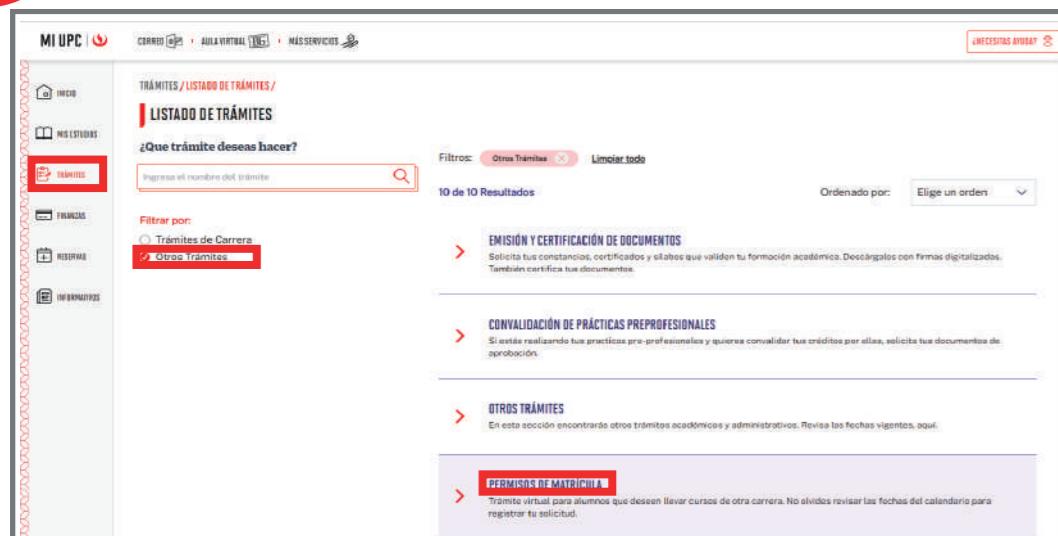 MI UPC
CORREO · AULA VIRTUAL · MÁS SERVICIOS
¿NECESITAS AYUDA?
INICIO
MIS ESTUDIOS
TRÁMITES
FINANZAS
RESERVAS
INFORMATIVOS
TRÁMITES / LISTADO DE TRÁMITES /
LISTADO DE TRÁMITES
¿Que trámite deseas hacer?
Ingresa el nombre del trámite
Filtrar por:
Trámites de Carrera
Otros Trámites
Filtros: Otros Trámites Limpiar todo
10 de 10 Resultados
Ordenado por: Elige un orden
EMISIÓN Y CERTIFICACIÓN DE DOCUMENTOS
Solicita tus constancias, certificados y sílabos que validen tu formación académica. Descárgalos con firmas digitalizadas.
También certifica tus documentos.
CONVALIDACIÓN DE PRÁCTICAS PREPROFESIONALES
Si estás realizando tus practicas pre-profesionales y quieres convalidar tus créditos por ellas, solicita tus documentos de
aprobación.
OTROS TRÁMITES
En esta sección encontrarás otros trámites académicos y administrativos. Revisa las fechas vigentes, aquí.
PERMISOS DE MATRÍCULA
Trámite virtual para alumnos que deseen llevar cursos de otra carrera. No olvides revisar las fechas del calendario para
registrar tu solicitud.